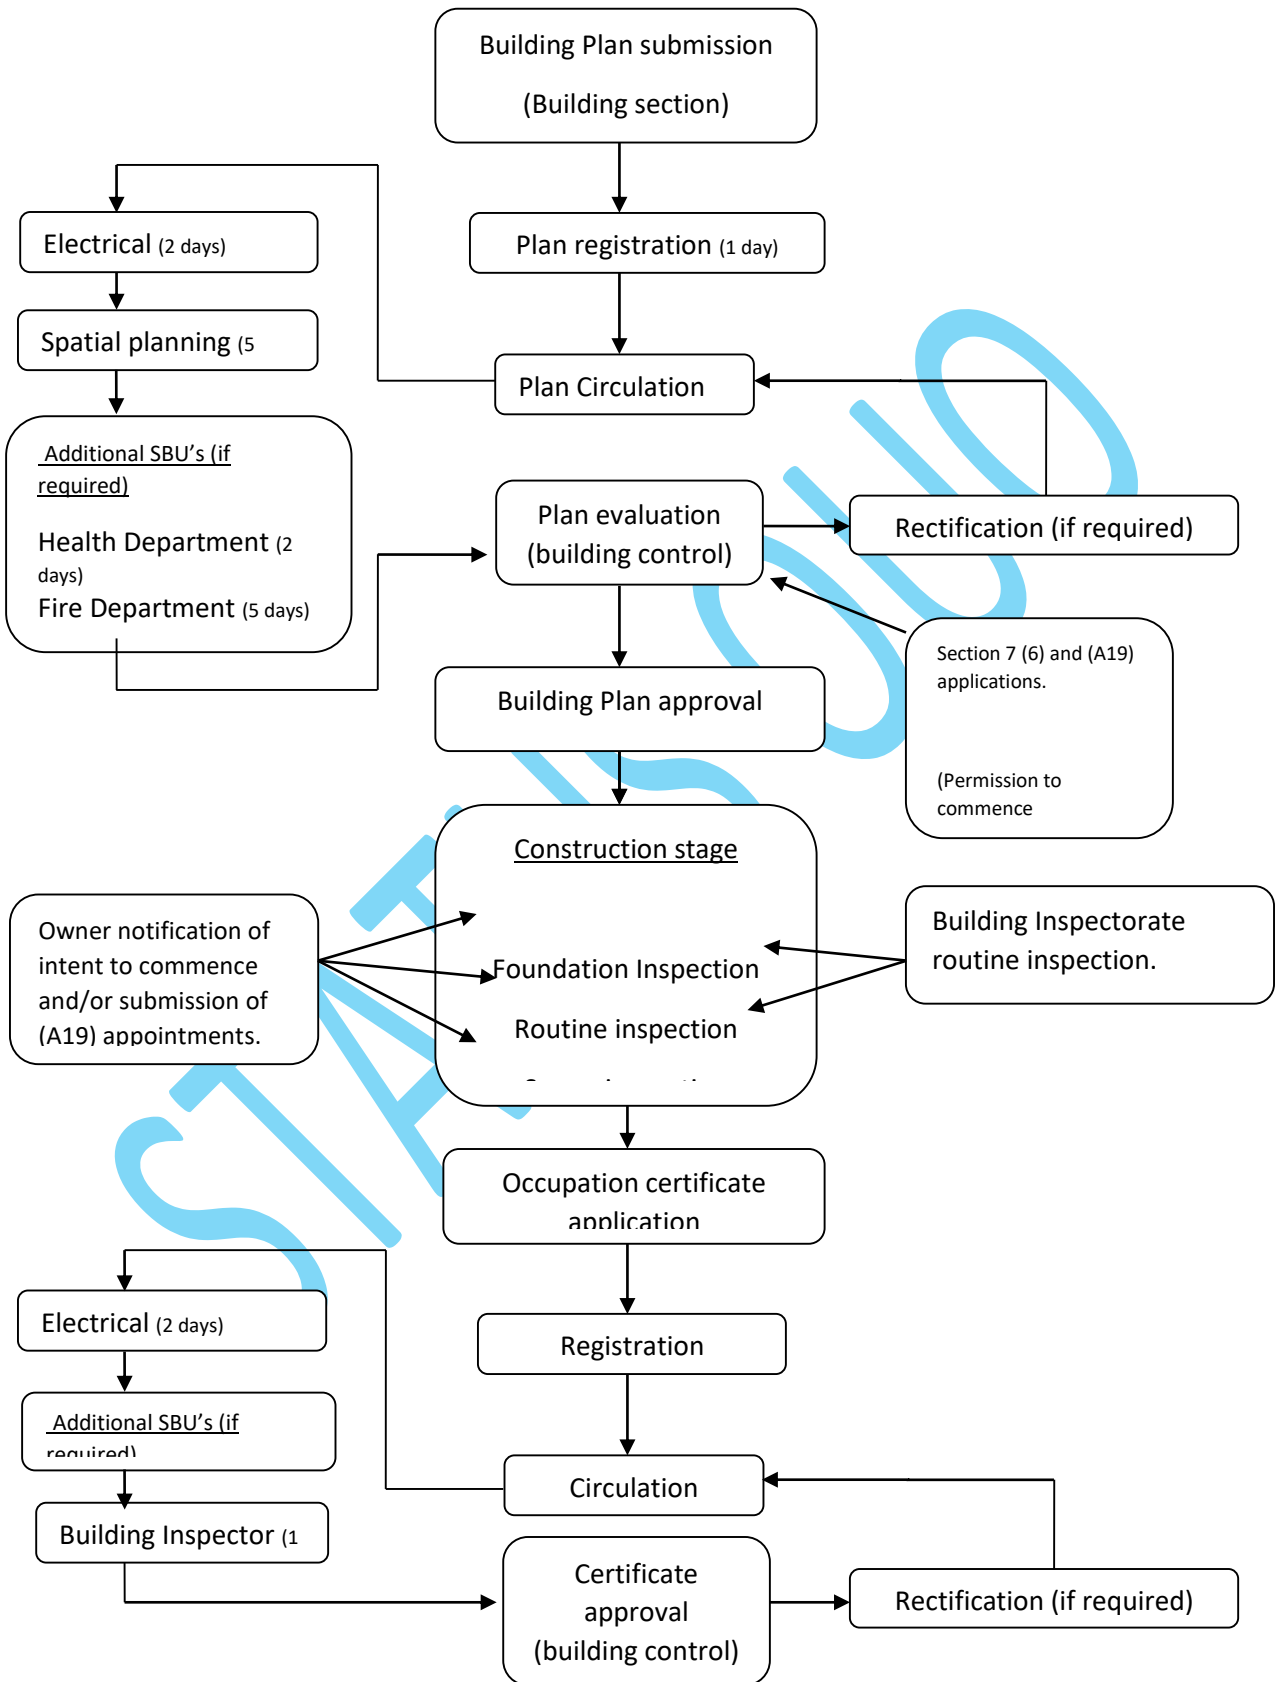 Building Plan submission
(Building section)
Electrical (2 days)
Plan registration (1 day)
Spatial planning (5
Plan Circulation
Additional SBU's (if
required)
Health Department (2
days)
Fire Department (5 days)
Plan evaluation
(building control)
Rectification (if required)
Section 7 (6) and (A19)
applications.
(Permission to
commence
Building Plan approval
Construction stage
Owner notification of
intent to commence
and/or submission of
(A19) appointments.
Foundation Inspection
Routine inspection
Building Inspectorate
routine inspection.
Occupation certificate
application
Electrical (2 days)
Registration
Additional SBU's (if
required)
Circulation
Building Inspector (1
Certificate
approval
(building control)
Rectification (if required)